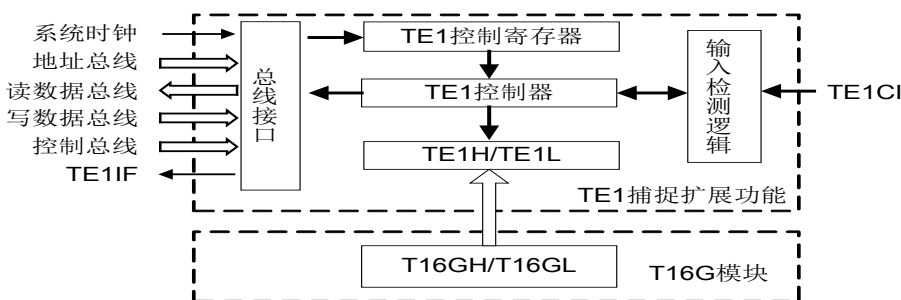 系统时钟
地址总线
读数据总线
写数据总线
控制总线
TE1IF
总线接口
TE1控制寄存器
TE1控制器
TE1H/TE1L
输入检测逻辑
TE1CI
TE1捕捉扩展功能
T16GH/T16GL
T16G模块